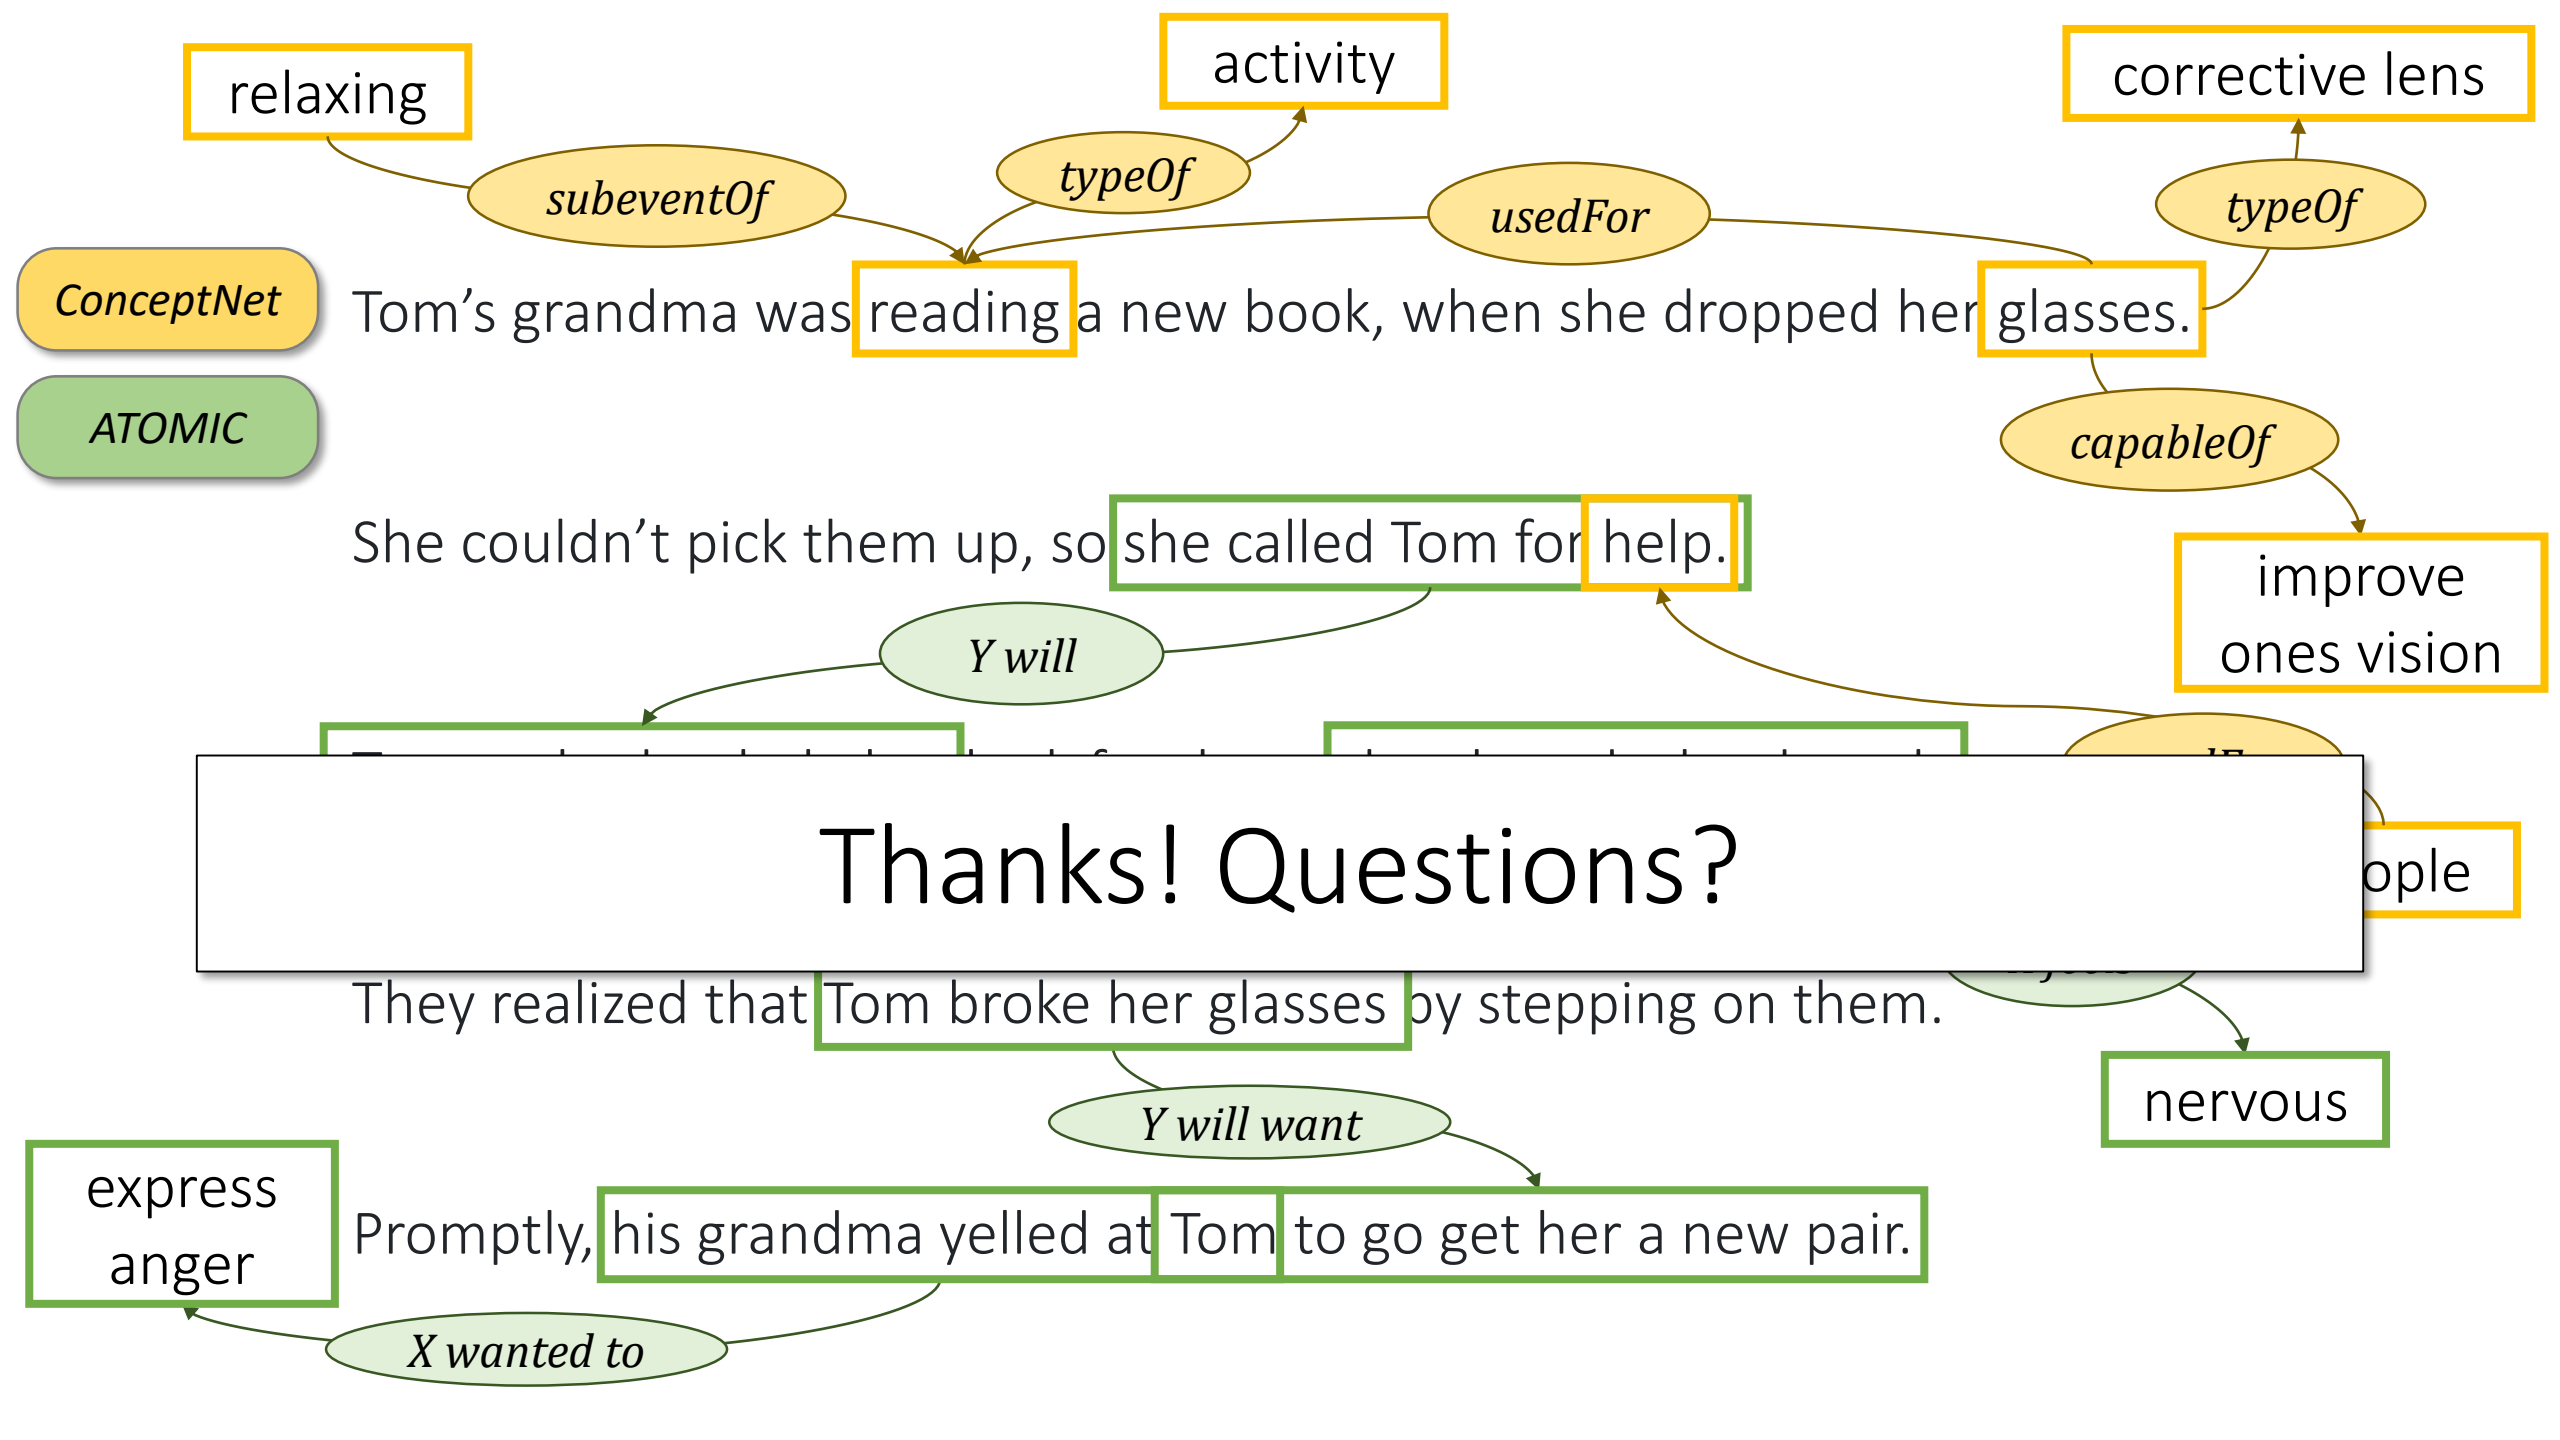 relaxing
activity
corrective lens
subeventOf
typeOf
usedFor
typeOf
ConceptNet
Tom’s grandma was reading a new book, when she dropped her glasses.
ATOMIC
capableOf
She couldn’t pick them up, so she called Tom for help.
improve
ones vision
Y will
Thanks! Questions?
They realized that Tom broke her glasses by stepping on them.
nervous
Y will want
express
anger
Promptly, his grandma yelled at Tom to go get her a new pair.
X wanted to